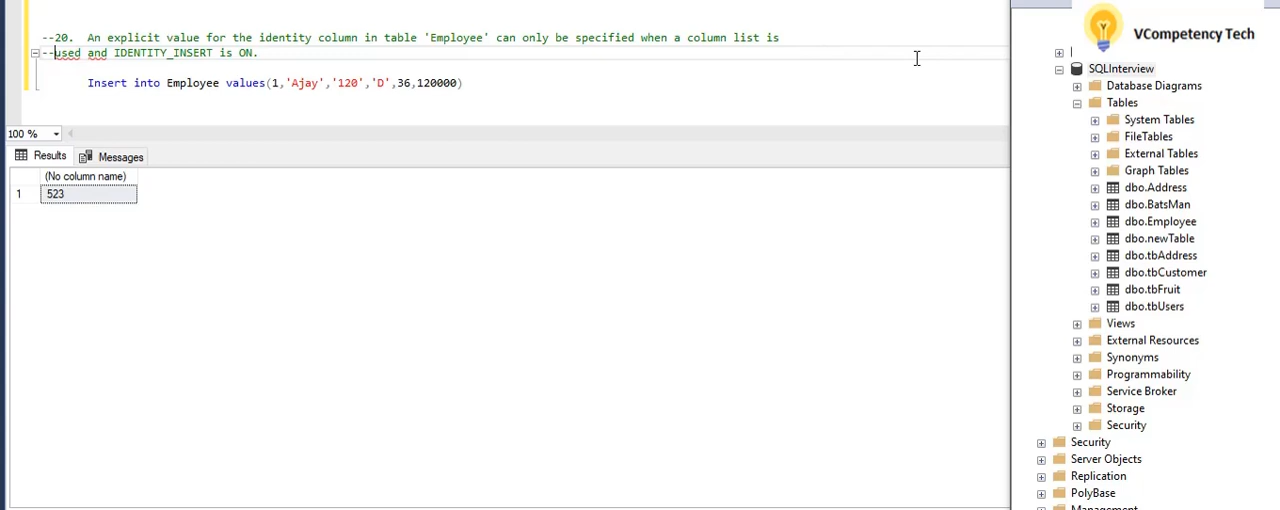 --20. An explicit value for the identity column in table 'Employee' can only be specified when a column list is
--used and IDENTITY_INSERT is ON.
Insert into Employee values(1,'Ajay','120','D',36,120000)
100 %
Results
Messages
(No column name)
1 523
VCompetency Tech
SQLInterview
Database Diagrams
Tables
System Tables
FileTables
External Tables
Graph Tables
dbo.Address
dbo.BatsMan
dbo.Employee
dbo.newTable
dbo.tbAddress
dbo.tbCustomer
dbo.tbFruit
dbo.tbUsers
Views
External Resources
Synonyms
Programmability
Service Broker
Storage
Security
Security
Server Objects
Replication
PolyBase
Management